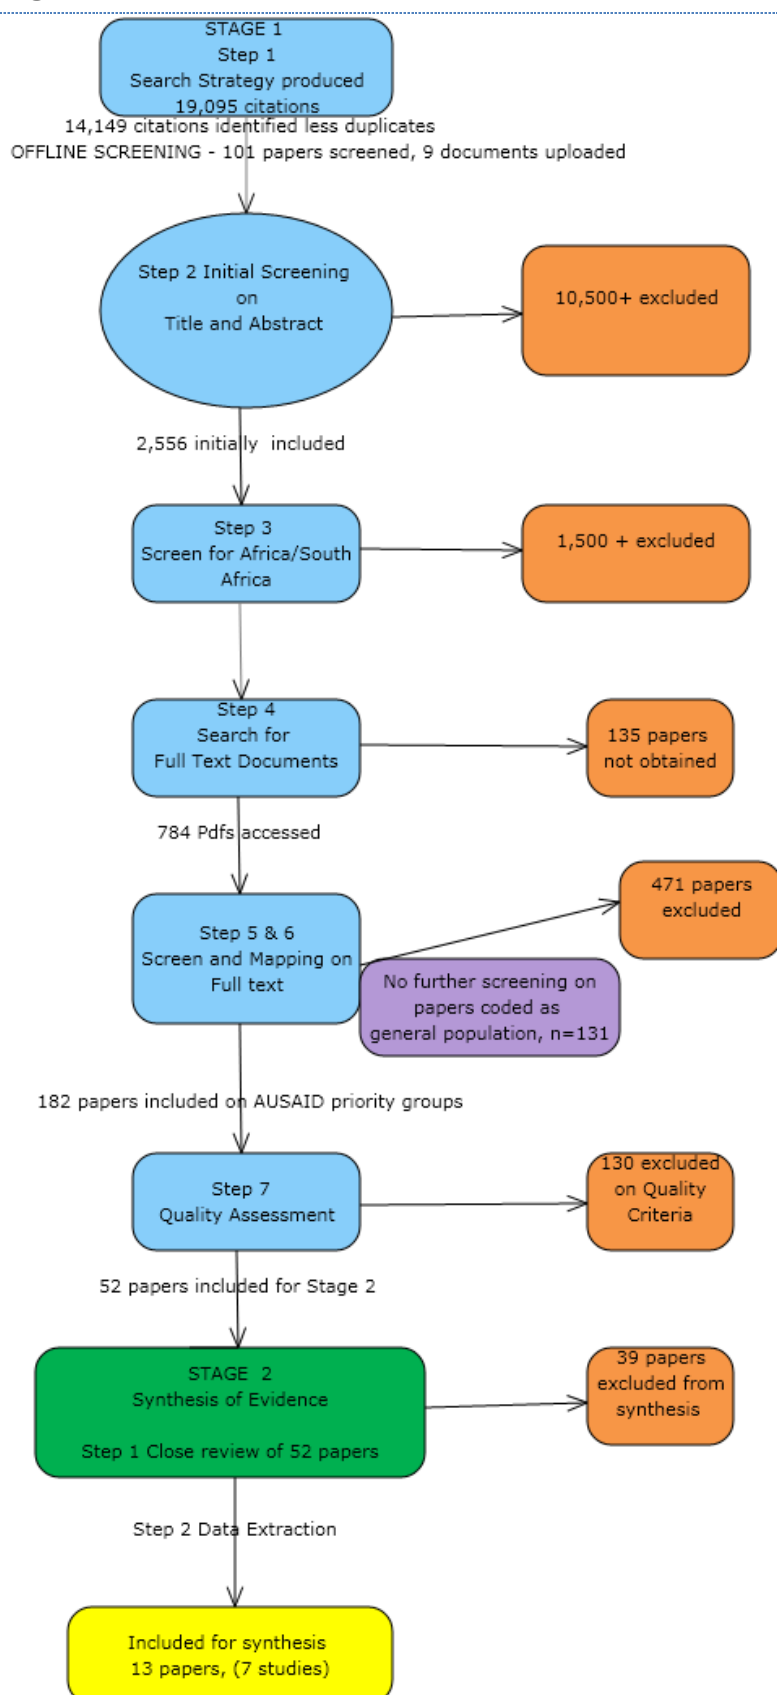 STAGE 1
Step 1
Search Strategy produced
19,095 citations
14,149 citations identified less duplicates
OFFLINE SCREENING - 101 papers screened, 9 documents uploaded
Step 2 Initial Screening
on
Title and Abstract
10,500+ excluded
2,556 initially  included
Step 3
Screen for Africa/South
Africa
1,500 + excluded
Step 4
Search for
Full Text Documents
135 papers
not obtained
784 Pdfs accessed
Step 5 & 6
Screen and Mapping on
Full text
471 papers
excluded
No further screening on
papers coded as
general population, n=131
182 papers included on AUSAID priority groups
Step 7
Quality Assessment
130 excluded
on Quality
Criteria
52 papers included for Stage 2
STAGE  2
Synthesis of Evidence
Step 1 Close review of 52 papers
39 papers
excluded from
synthesis
Step 2 Data Extraction
Included for synthesis
13 papers, (7 studies)